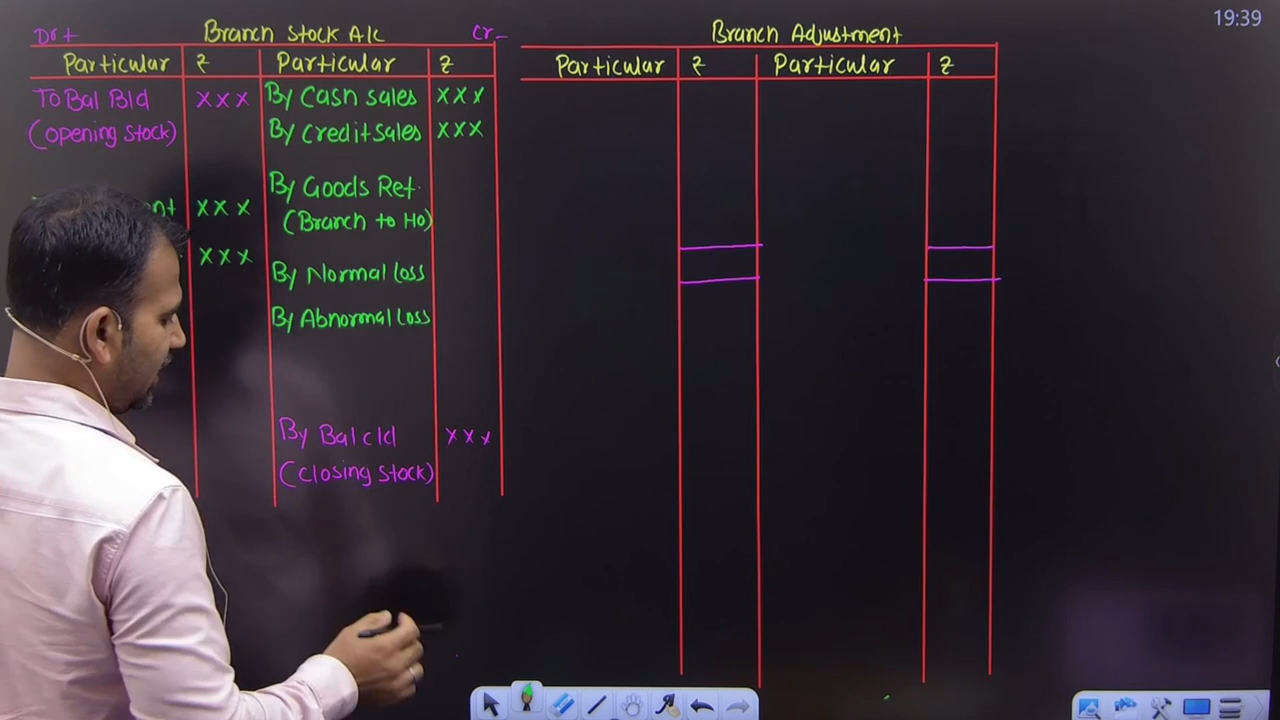 19:39
Dr+ Branch Stock A/c Cr-
Particular ₹ Particular ₹
To Bal B/d xxx By Cash sales xxx
(opening stock) By Credit sales xxx
By Goods Ret.
xxx (Branch to HO)
xxx By Normal Loss
By Abnormal Loss
By Bal c/d xxx
(closing stock)
Branch Adjustment
Particular ₹ Particular ₹